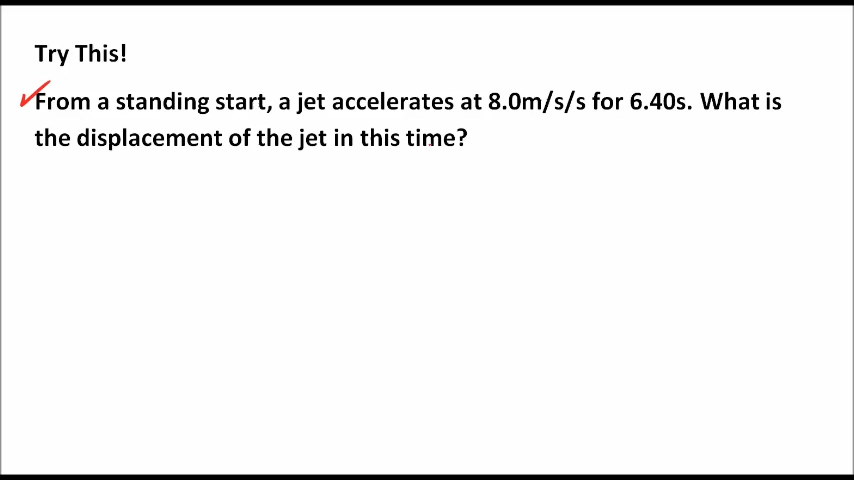 Try This!
From a standing start, a jet accelerates at 8.0m/s/s for 6.40s. What is
the displacement of the jet in this time?